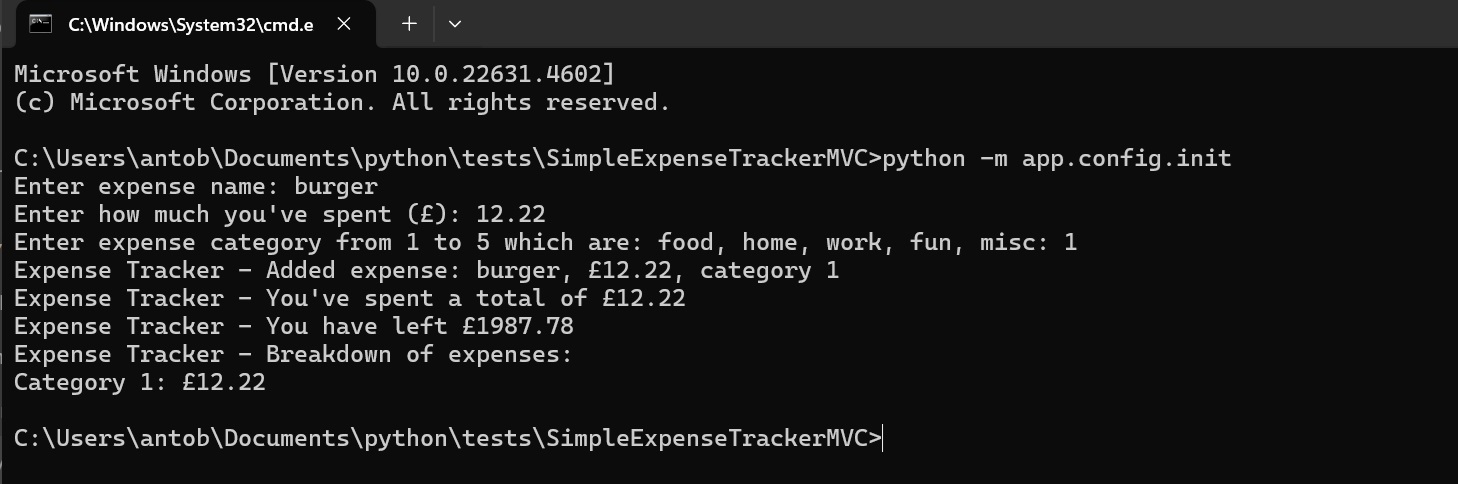 C:\Windows\System32\cmd.e
Microsoft Windows [Version 10.0.22631.4602]
(c) Microsoft Corporation. All rights reserved.
C:\Users\antob\Documents\python\tests\SimpleExpenseTrackerMVC>python -m app.config.init
Enter expense name: burger
Enter how much you've spent (£): 12.22
Enter expense category from 1 to 5 which are: food, home, work, fun, misc: 1
Expense Tracker - Added expense: burger, £12.22, category 1
Expense Tracker - You've spent a total of £12.22
Expense Tracker - You have left £1987.78
Expense Tracker - Breakdown of expenses:
Category 1: £12.22
C:\Users\antob\Documents\python\tests\SimpleExpenseTrackerMVC>